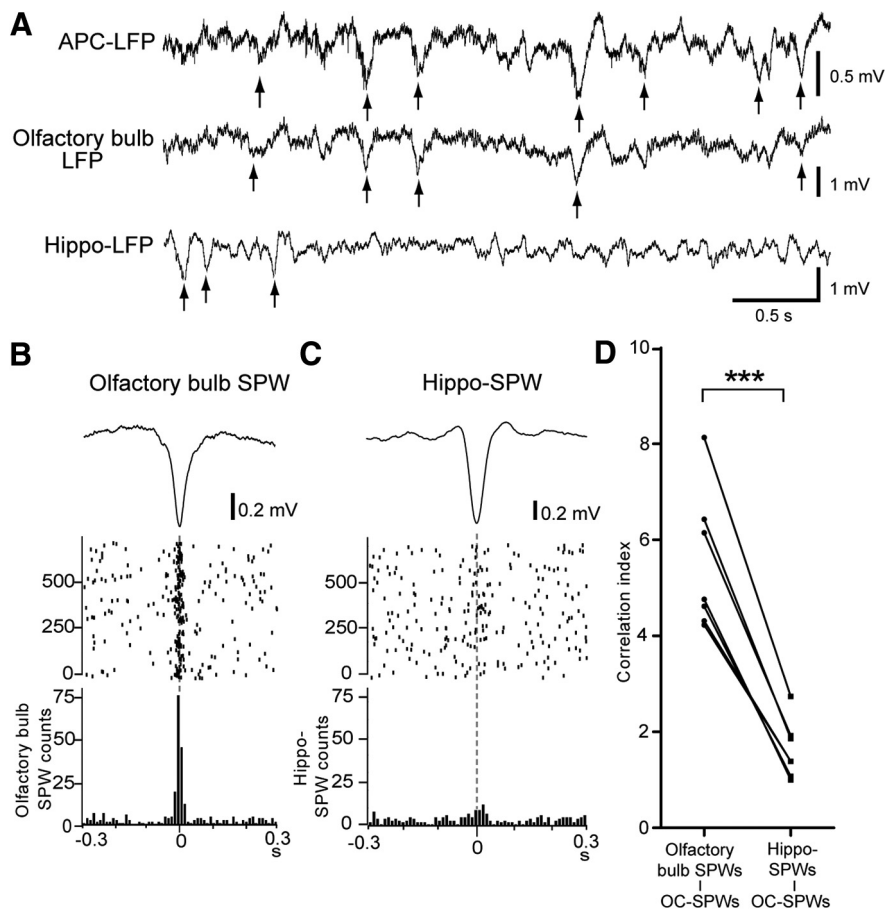 A
APC-LFP
0.5 mV
Olfactory bulb
LFP
1 mV
Hippo-LFP
1 mV
0.5 s
B
Olfactory bulb SPW
0.2 mV
500
250
0
Olfactory bulb
SPW counts
75
50
25
0
-0.3
0
0.3
s
C
Hippo-SPW
0.2 mV
500
250
0
Hippo-
SPW counts
75
50
25
0
-0.3
0
0.3
s
D
***
Correlation index
10
8
6
4
2
0
Olfactory
bulb SPWs
|
OC-SPWs
Hippo-
SPWs
|
OC-SPWs